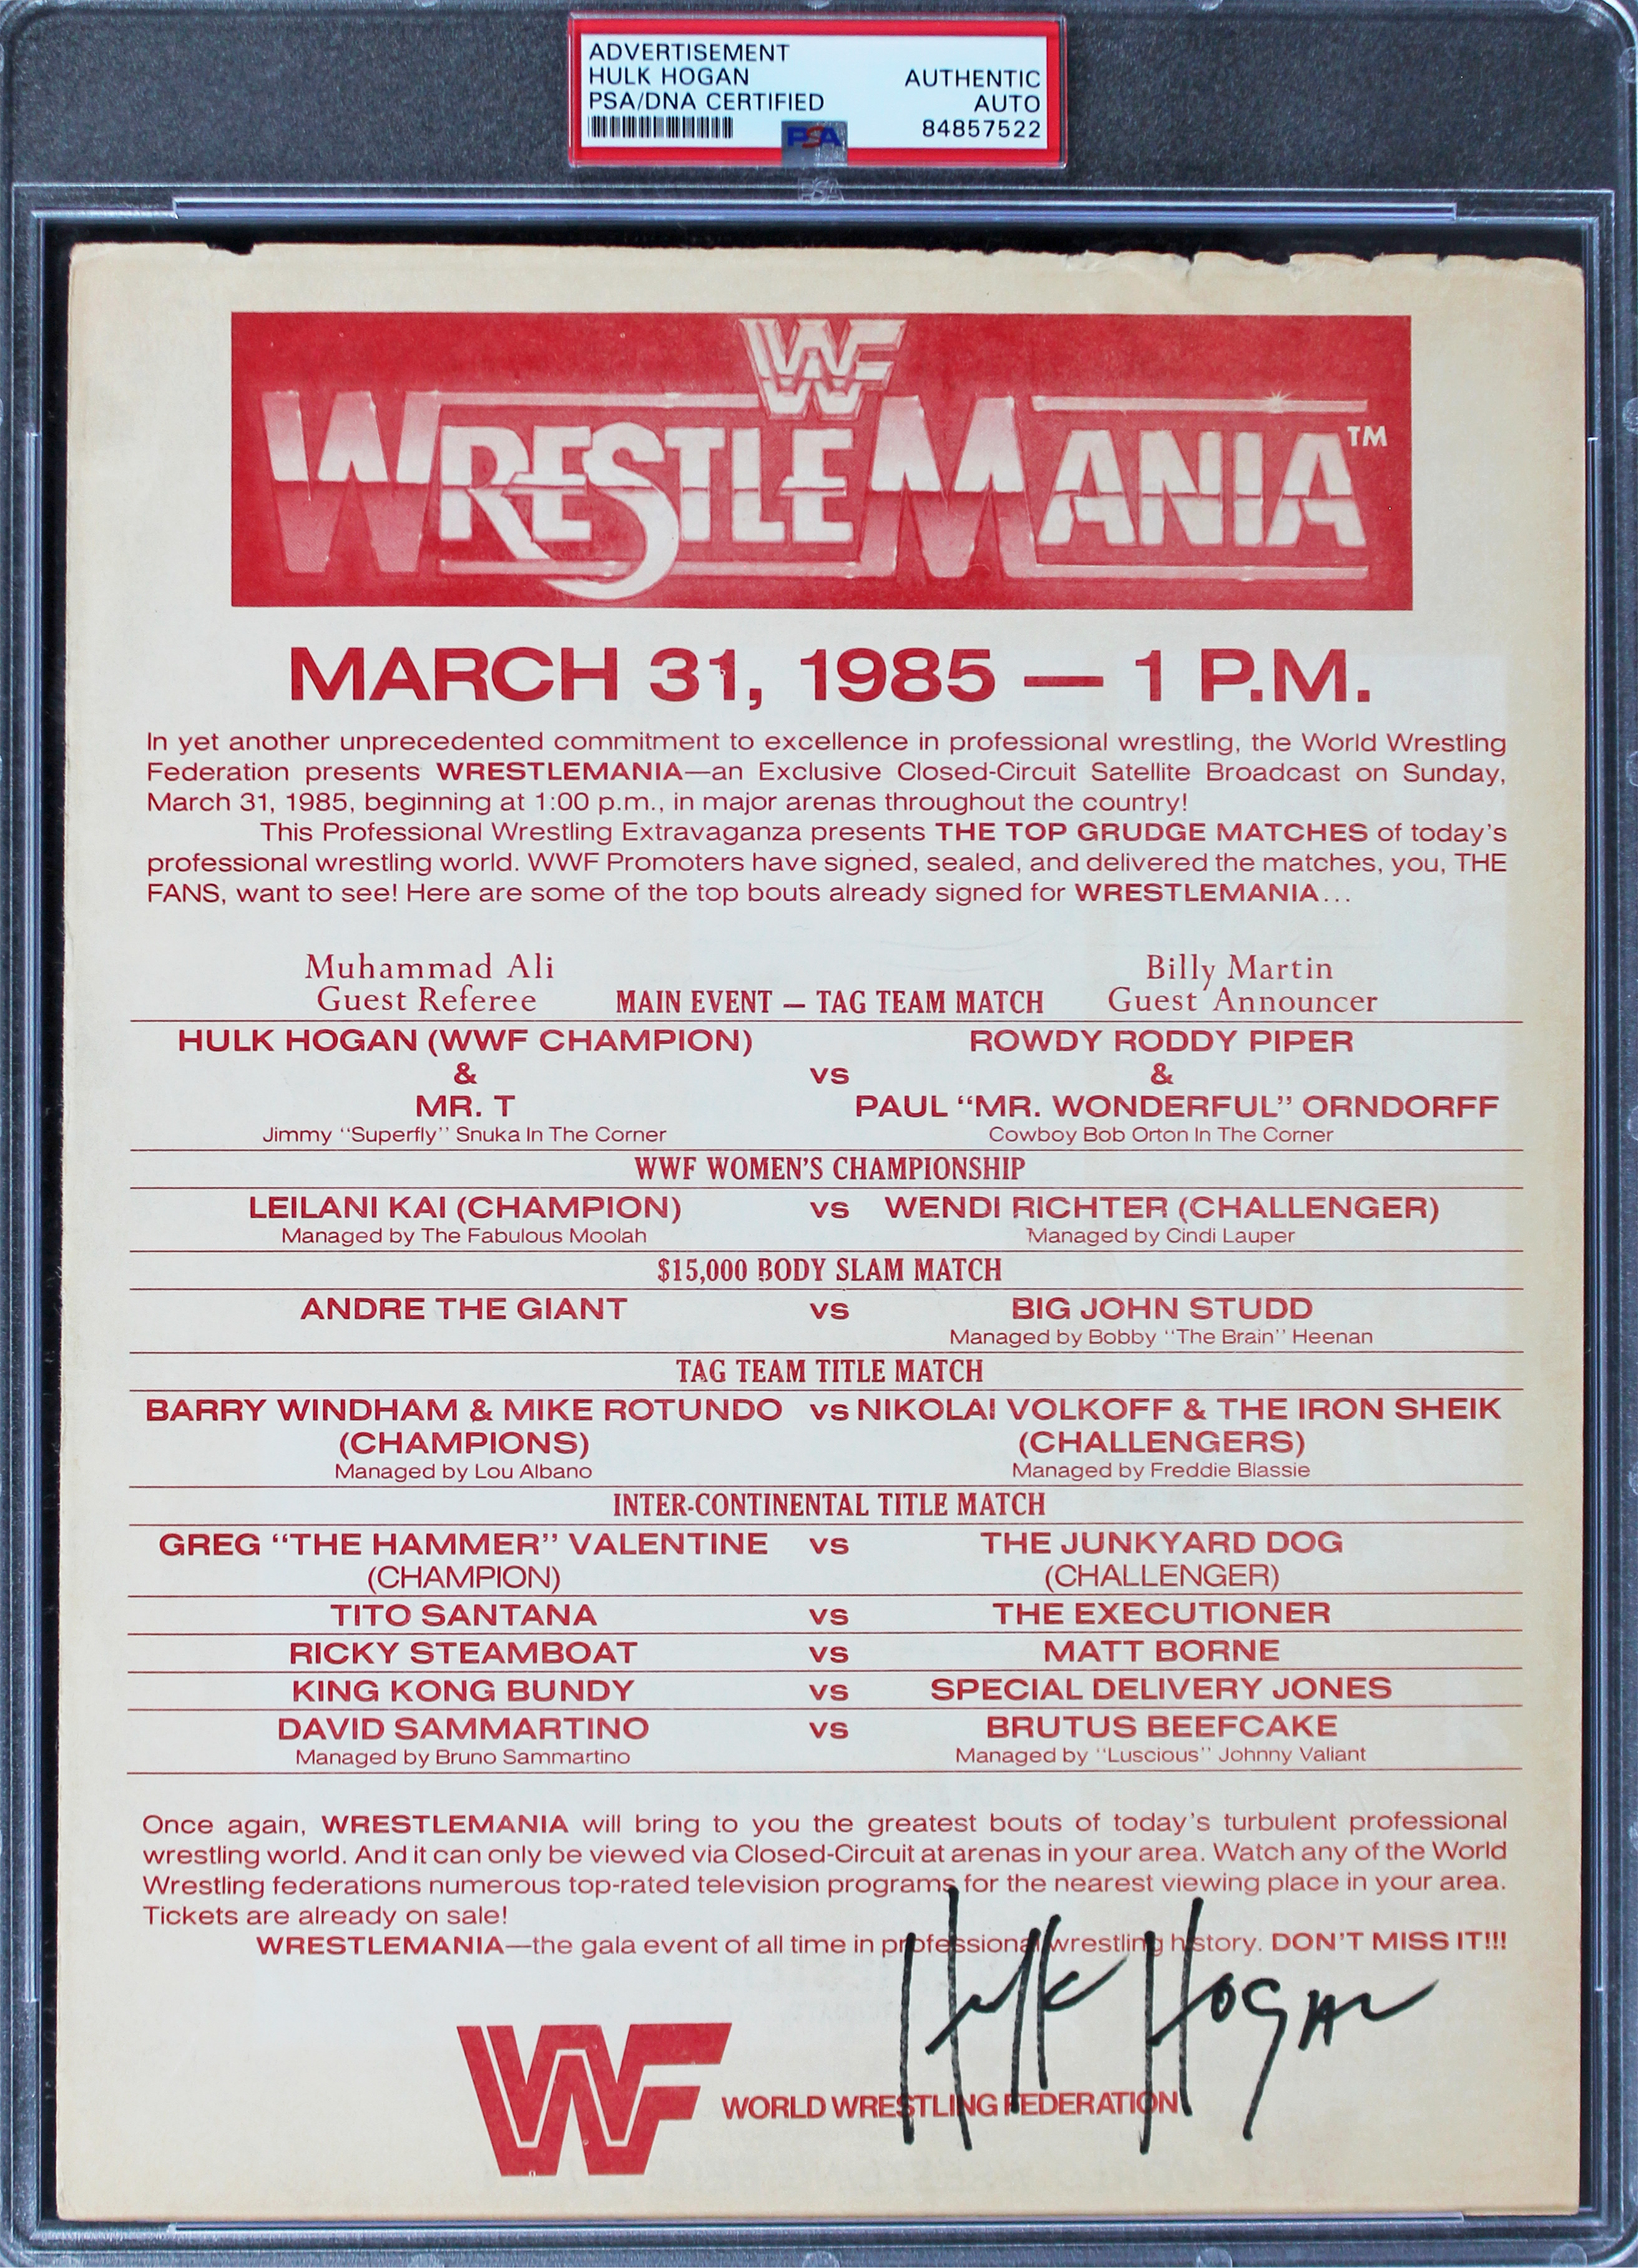 ADVERTISEMENT
HULK HOGAN AUTHENTIC
PSA/DNA CERTIFIED AUTO
PSA 84857522
PSA
WF
WRESTLEMANIA™
MARCH 31, 1985 — 1 P.M.
In yet another unprecedented commitment to excellence in professional wrestling, the World Wrestling
Federation presents WRESTLEMANIA—an Exclusive Closed-Circuit Satellite Broadcast on Sunday,
March 31, 1985, beginning at 1:00 p.m., in major arenas throughout the country!
This Professional Wrestling Extravaganza presents THE TOP GRUDGE MATCHES of today's
professional wrestling world. WWF Promoters have signed, sealed, and delivered the matches, you, THE
FANS, want to see! Here are some of the top bouts already signed for WRESTLEMANIA...
Muhammad Ali Billy Martin
Guest Referee MAIN EVENT — TAG TEAM MATCH Guest Announcer
HULK HOGAN (WWF CHAMPION) ROWDY RODDY PIPER
& vs &
MR. T PAUL "MR. WONDERFUL" ORNDORFF
Jimmy "Superfly" Snuka In The Corner Cowboy Bob Orton In The Corner
WWF WOMEN'S CHAMPIONSHIP
LEILANI KAI (CHAMPION) vs WENDI RICHTER (CHALLENGER)
Managed by The Fabulous Moolah Managed by Cindi Lauper
$15,000 BODY SLAM MATCH
ANDRE THE GIANT vs BIG JOHN STUDD
Managed by Bobby "The Brain" Heenan
TAG TEAM TITLE MATCH
BARRY WINDHAM & MIKE ROTUNDO vs NIKOLAI VOLKOFF & THE IRON SHEIK
(CHAMPIONS) (CHALLENGERS)
Managed by Lou Albano Managed by Freddie Blassie
INTER-CONTINENTAL TITLE MATCH
GREG "THE HAMMER" VALENTINE vs THE JUNKYARD DOG
(CHAMPION) (CHALLENGER)
TITO SANTANA vs THE EXECUTIONER
RICKY STEAMBOAT vs MATT BORNE
KING KONG BUNDY vs SPECIAL DELIVERY JONES
DAVID SAMMARTINO vs BRUTUS BEEFCAKE
Managed by Bruno Sammartino Managed by "Luscious" Johnny Valiant
Once again, WRESTLEMANIA will bring to you the greatest bouts of today's turbulent professional
wrestling world. And it can only be viewed via Closed-Circuit at arenas in your area. Watch any of the World
Wrestling federations numerous top-rated television programs for the nearest viewing place in your area.
Tickets are already on sale!
WRESTLEMANIA—the gala event of all time in professional wrestling history. DON'T MISS IT!!!
Hulk Hogan
WF WORLD WRESTLING FEDERATION